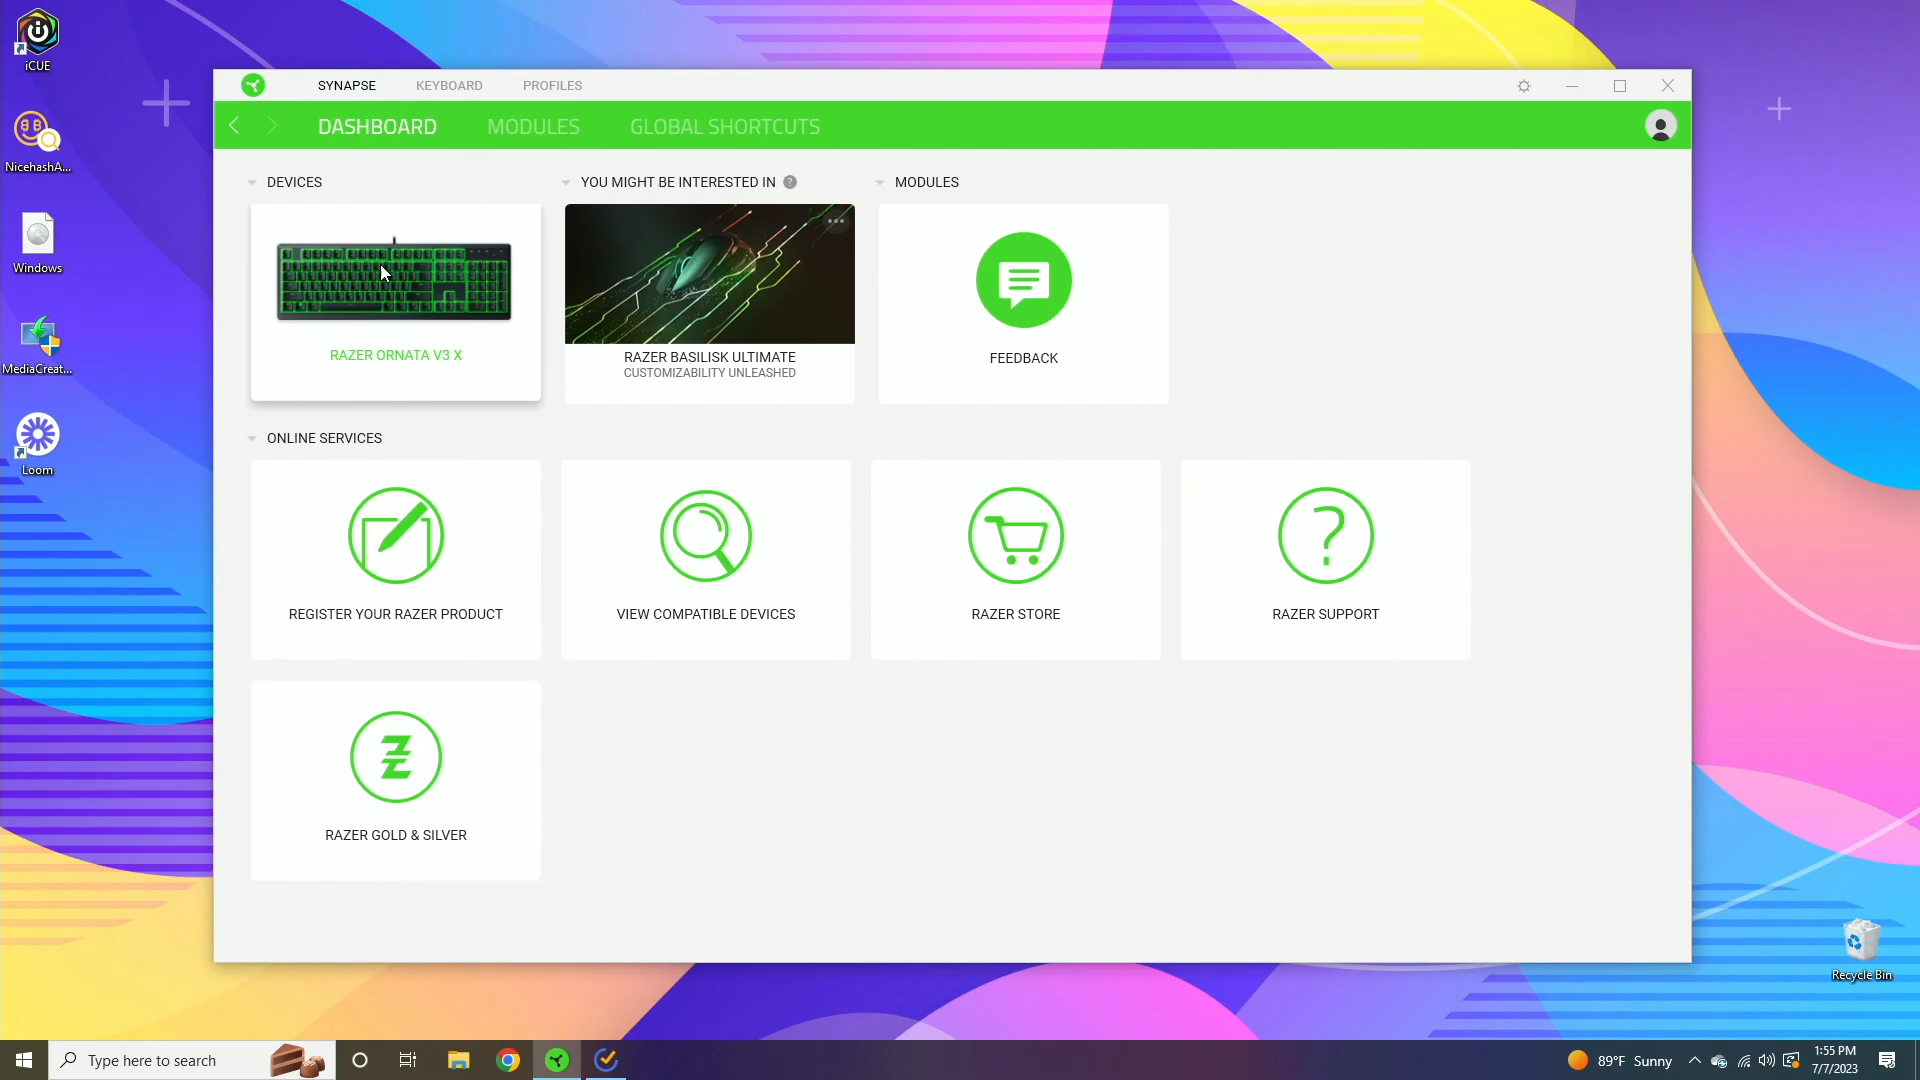 iCUE
NicehashA...
Windows
MediaCreat...
Loom
SYNAPSE
KEYBOARD
PROFILES
DASHBOARD
MODULES
GLOBAL SHORTCUTS
DEVICES
YOU MIGHT BE INTERESTED IN
?
MODULES
RAZER ORNATA V3 X
RAZER BASILISK ULTIMATE
CUSTOMIZABILITY UNLEASHED
FEEDBACK
ONLINE SERVICES
REGISTER YOUR RAZER PRODUCT
VIEW COMPATIBLE DEVICES
RAZER STORE
?
RAZER SUPPORT
RAZER GOLD & SILVER
Recycle Bin
Type here to search
89°F Sunny
1:55 PM
7/7/2023